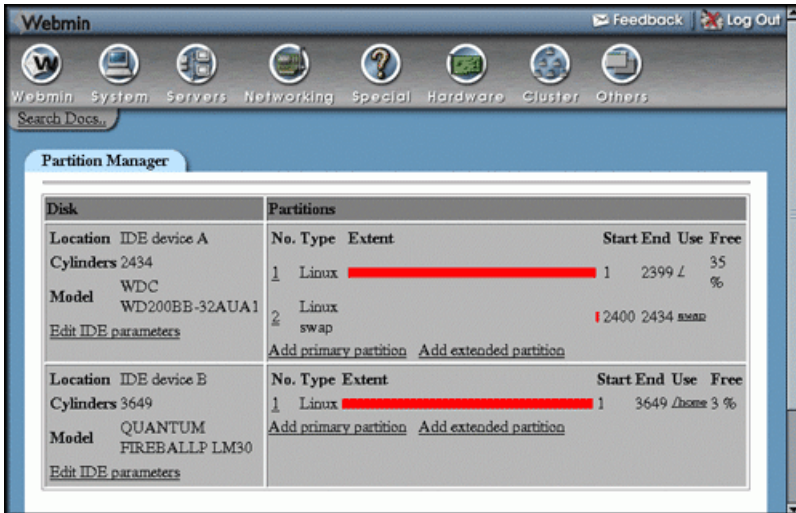 Webmin
Feedback Log Out
Webmin System Servers Networking Special Hardware Cluster Others
Search Docs..
Partition Manager
Disk Partitions
Location IDE device A
Cylinders 2434
Model WDC
WD200BB-32AUA1
Edit IDE parameters
No. Type Extent Start End Use Free
1 Linux 1 2399 / 35
%
2 Linux
swap 2400 2434 swap
Add primary partition Add extended partition
Location IDE device B
Cylinders 3649
Model QUANTUM
FIREBALLP LM30
Edit IDE parameters
No. Type Extent Start End Use Free
1 Linux 1 3649 /home 3 %
Add primary partition Add extended partition